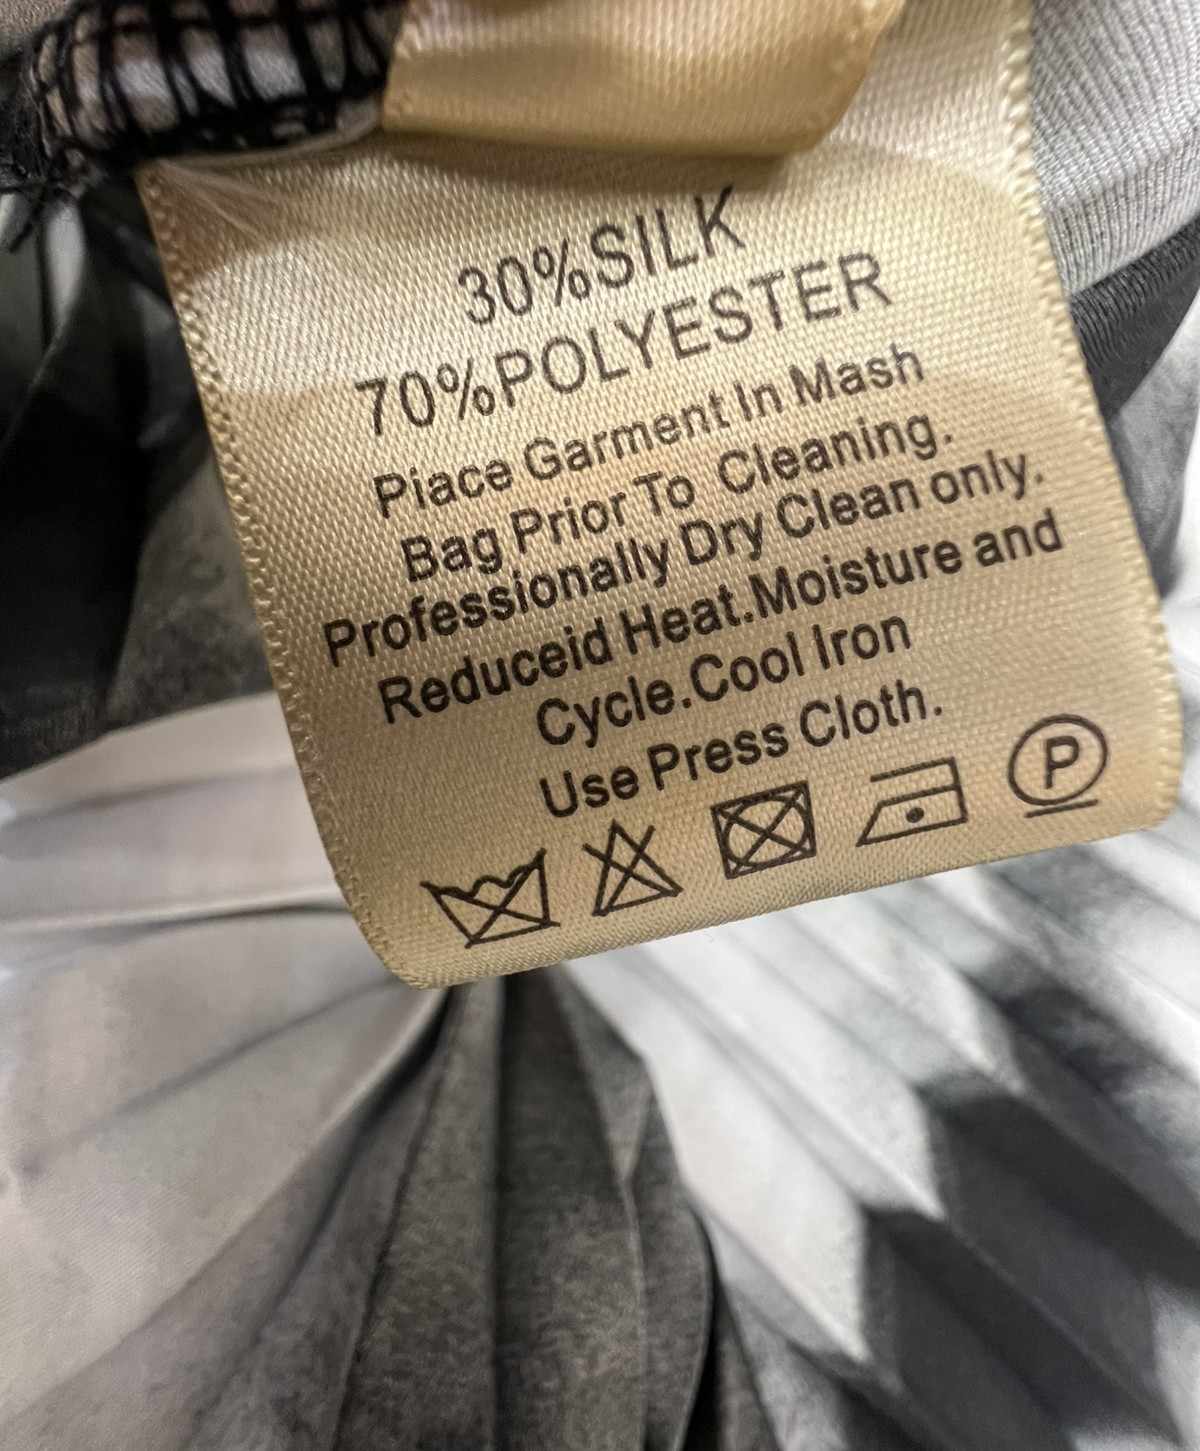 30%SILK
70%POLYESTER
Piace Garment In Mash
Bag Prior To Cleaning.
Professionally Dry Clean only.
Reduceid Heat.Moisture and
Cycle.Cool Iron
Use Press Cloth.
P